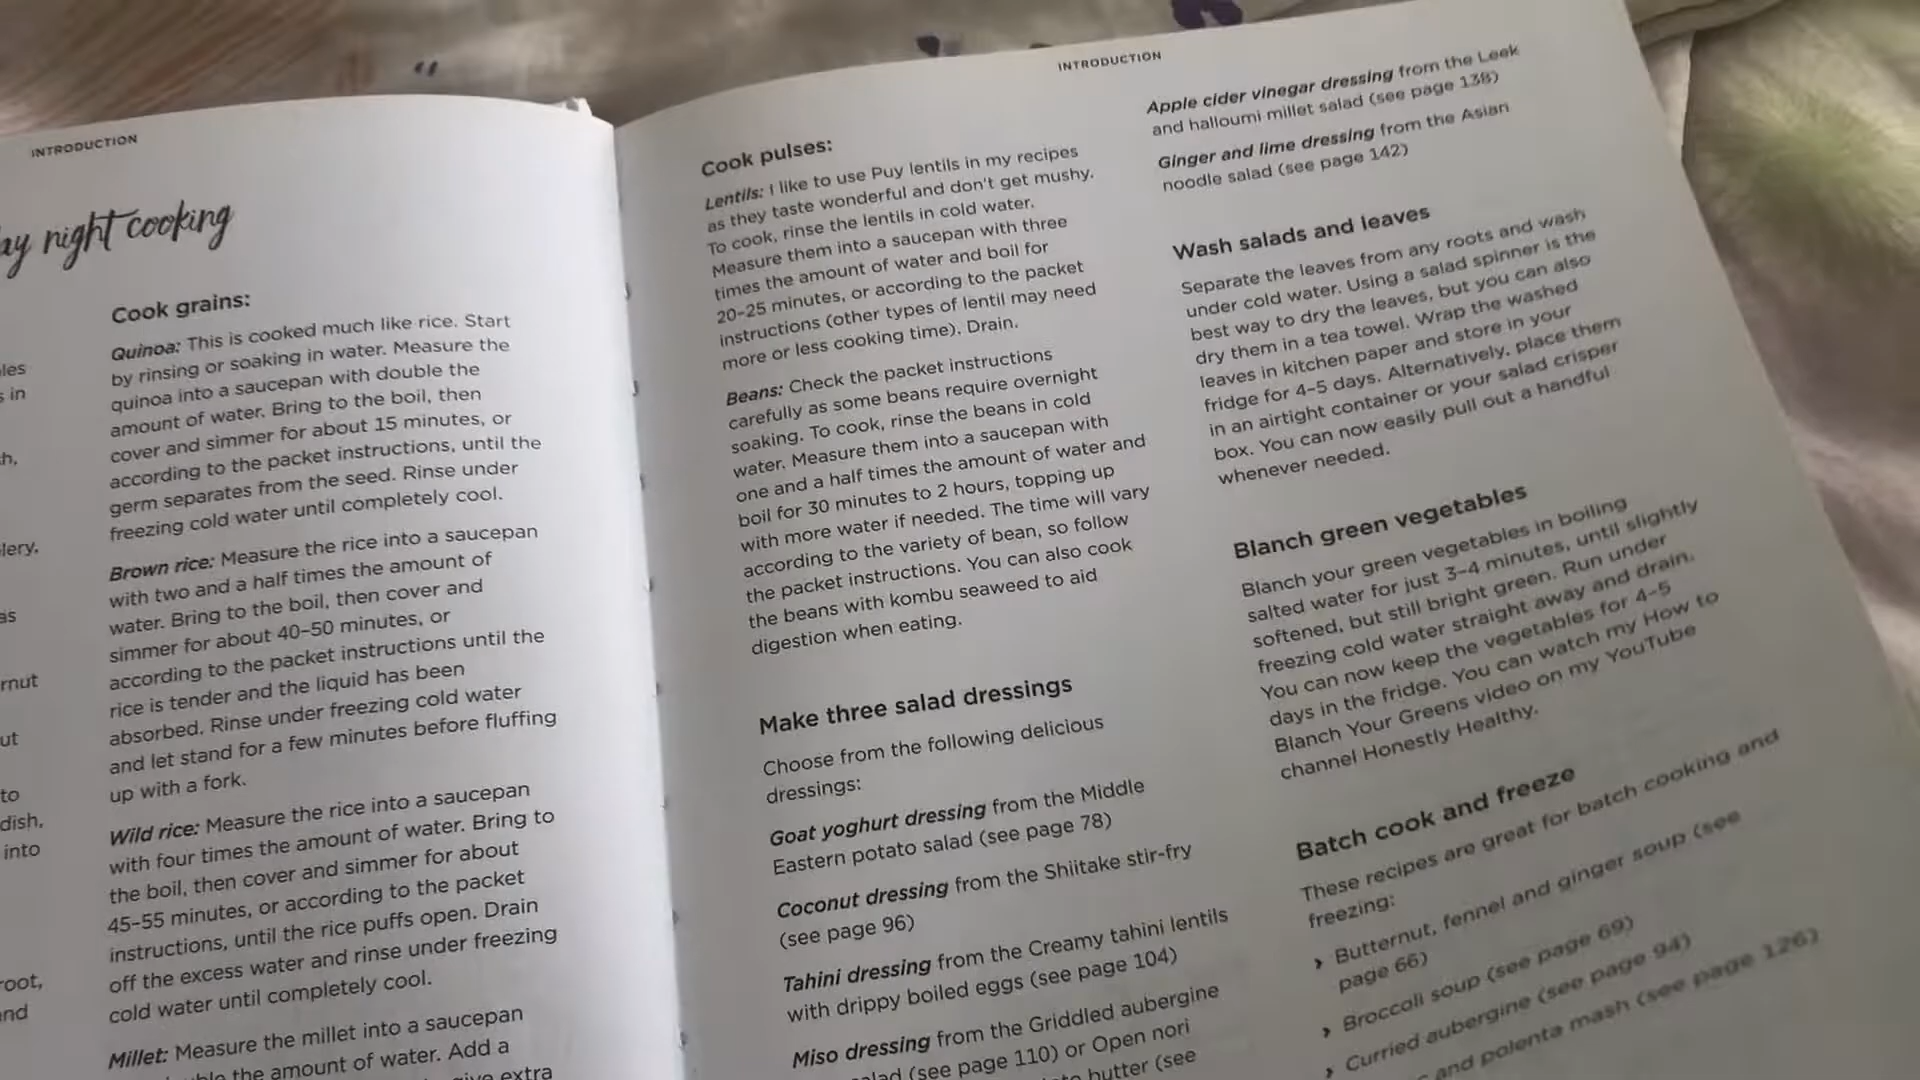 INTRODUCTION
ay night cooking
les
s in
h,
lery,
as
rnut
ut
to
dish,
into
root,
nd
Cook grains:
Quinoa: This is cooked much like rice. Start
by rinsing or soaking in water. Measure the
quinoa into a saucepan with double the
amount of water. Bring to the boil, then
cover and simmer for about 15 minutes, or
according to the packet instructions, until the
germ separates from the seed. Rinse under
freezing cold water until completely cool.
Brown rice: Measure the rice into a saucepan
with two and a half times the amount of
water. Bring to the boil, then cover and
simmer for about 40–50 minutes, or
according to the packet instructions until the
rice is tender and the liquid has been
absorbed. Rinse under freezing cold water
and let stand for a few minutes before fluffing
up with a fork.
Wild rice: Measure the rice into a saucepan
with four times the amount of water. Bring to
the boil, then cover and simmer for about
45–55 minutes, or according to the packet
instructions, until the rice puffs open. Drain
off the excess water and rinse under freezing
cold water until completely cool.
Millet: Measure the millet into a saucepan
the amount of water. Add a
give extra
INTRODUCTION
Cook pulses:
Lentils: I like to use Puy lentils in my recipes
as they taste wonderful and don't get mushy.
To cook, rinse the lentils in cold water.
Measure them into a saucepan with three
times the amount of water and boil for
20–25 minutes, or according to the packet
instructions (other types of lentil may need
more or less cooking time). Drain.
Beans: Check the packet instructions
carefully as some beans require overnight
soaking. To cook, rinse the beans in cold
water. Measure them into a saucepan with
one and a half times the amount of water and
boil for 30 minutes to 2 hours, topping up
with more water if needed. The time will vary
according to the variety of bean, so follow
the packet instructions. You can also cook
the beans with kombu seaweed to aid
digestion when eating.
Make three salad dressings
Choose from the following delicious
dressings:
Goat yoghurt dressing from the Middle
Eastern potato salad (see page 78)
Coconut dressing from the Shiitake stir-fry
(see page 96)
Tahini dressing from the Creamy tahini lentils
with drippy boiled eggs (see page 104)
Miso dressing from the Griddled aubergine
salad (see page 110) or Open nori
butter (see
Apple cider vinegar dressing from the Leek
and halloumi millet salad (see page 138)
Ginger and lime dressing from the Asian
noodle salad (see page 142)
Wash salads and leaves
Separate the leaves from any roots and wash
under cold water. Using a salad spinner is the
best way to dry the leaves, but you can also
dry them in a tea towel. Wrap the washed
leaves in kitchen paper and store in your
fridge for 4–5 days. Alternatively, place them
in an airtight container or your salad crisper
box. You can now easily pull out a handful
whenever needed.
Blanch green vegetables
Blanch your green vegetables in boiling
salted water for just 3–4 minutes, until slightly
softened, but still bright green. Run under
freezing cold water straight away and drain.
You can now keep the vegetables for 4–5
days in the fridge. You can watch my How to
Blanch Your Greens video on my YouTube
channel Honestly Healthy.
Batch cook and freeze
These recipes are great for batch cooking and
freezing:
› Butternut, fennel and ginger soup (see
page 66)
› Broccoli soup (see page 69)
› Curried aubergine (see page 94)
and polenta mash (see page 126)